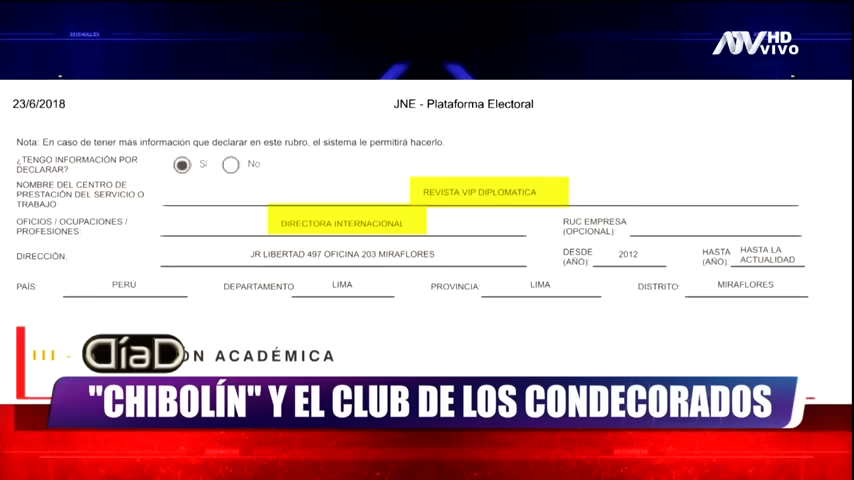 ATV HD
VIVO
23/6/2018 JNE - Plataforma Electoral
Nota: En caso de tener más información que declarar en este rubro, el sistema le permitirá hacerlo.
¿TENGO INFORMACIÓN POR DECLARAR? Sí No
NOMBRE DEL CENTRO DE PRESTACIÓN DEL SERVICIO O TRABAJO: REVISTA VIP DIPLOMATICA
OFICIOS / OCUPACIONES / PROFESIONES: DIRECTORA INTERNACIONAL RUC EMPRESA (OPCIONAL):
DIRECCIÓN: JR LIBERTAD 497 OFICINA 203 MIRAFLORES DESDE (AÑO): 2012 HASTA (AÑO): HASTA LA ACTUALIDAD
PAÍS: PERÚ DEPARTAMENTO LIMA PROVINCIA: LIMA DISTRITO: MIRAFLORES
III - ON ACADÉMICA
DíaD
"CHIBOLÍN" Y EL CLUB DE LOS CONDECORADOS